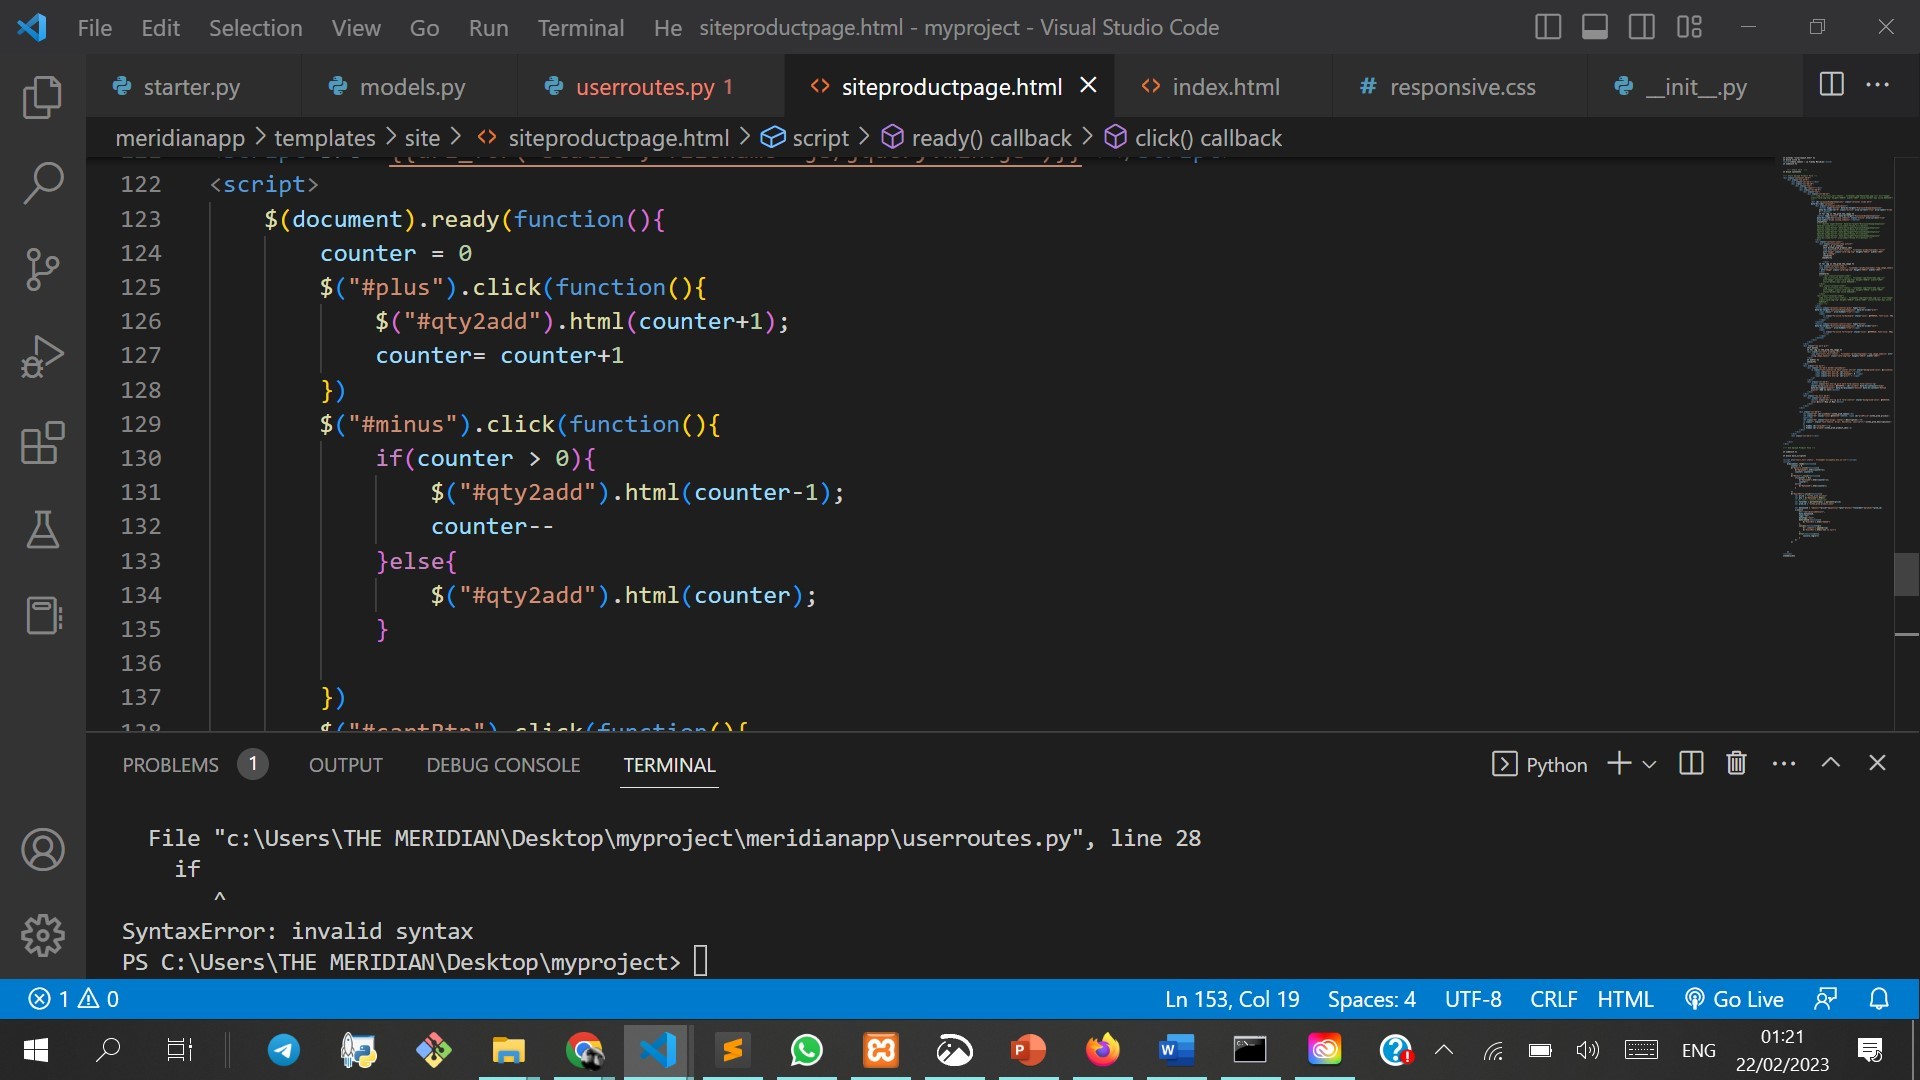 File Edit Selection View Go Run Terminal He siteproductpage.html - myproject - Visual Studio Code
starter.py models.py userroutes.py 1 siteproductpage.html index.html # responsive.css __init__.py
meridianapp > templates > site > <> siteproductpage.html > script > ready() callback > click() callback
122 <script>
123 $(document).ready(function(){
124 counter = 0
125 $("#plus").click(function(){
126 $("#qty2add").html(counter+1);
127 counter= counter+1
128 })
129 $("#minus").click(function(){
130 if(counter > 0){
131 $("#qty2add").html(counter-1);
132 counter--
133 }else{
134 $("#qty2add").html(counter);
135 }
136
137 })
138 $("#cartBtn").click(function(){
PROBLEMS 1 OUTPUT DEBUG CONSOLE TERMINAL Python
File "c:\Users\THE MERIDIAN\Desktop\myproject\meridianapp\userroutes.py", line 28
if
^
SyntaxError: invalid syntax
PS C:\Users\THE MERIDIAN\Desktop\myproject>
1 0 Ln 153, Col 19 Spaces: 4 UTF-8 CRLF HTML Go Live
ENG 01:21
22/02/2023